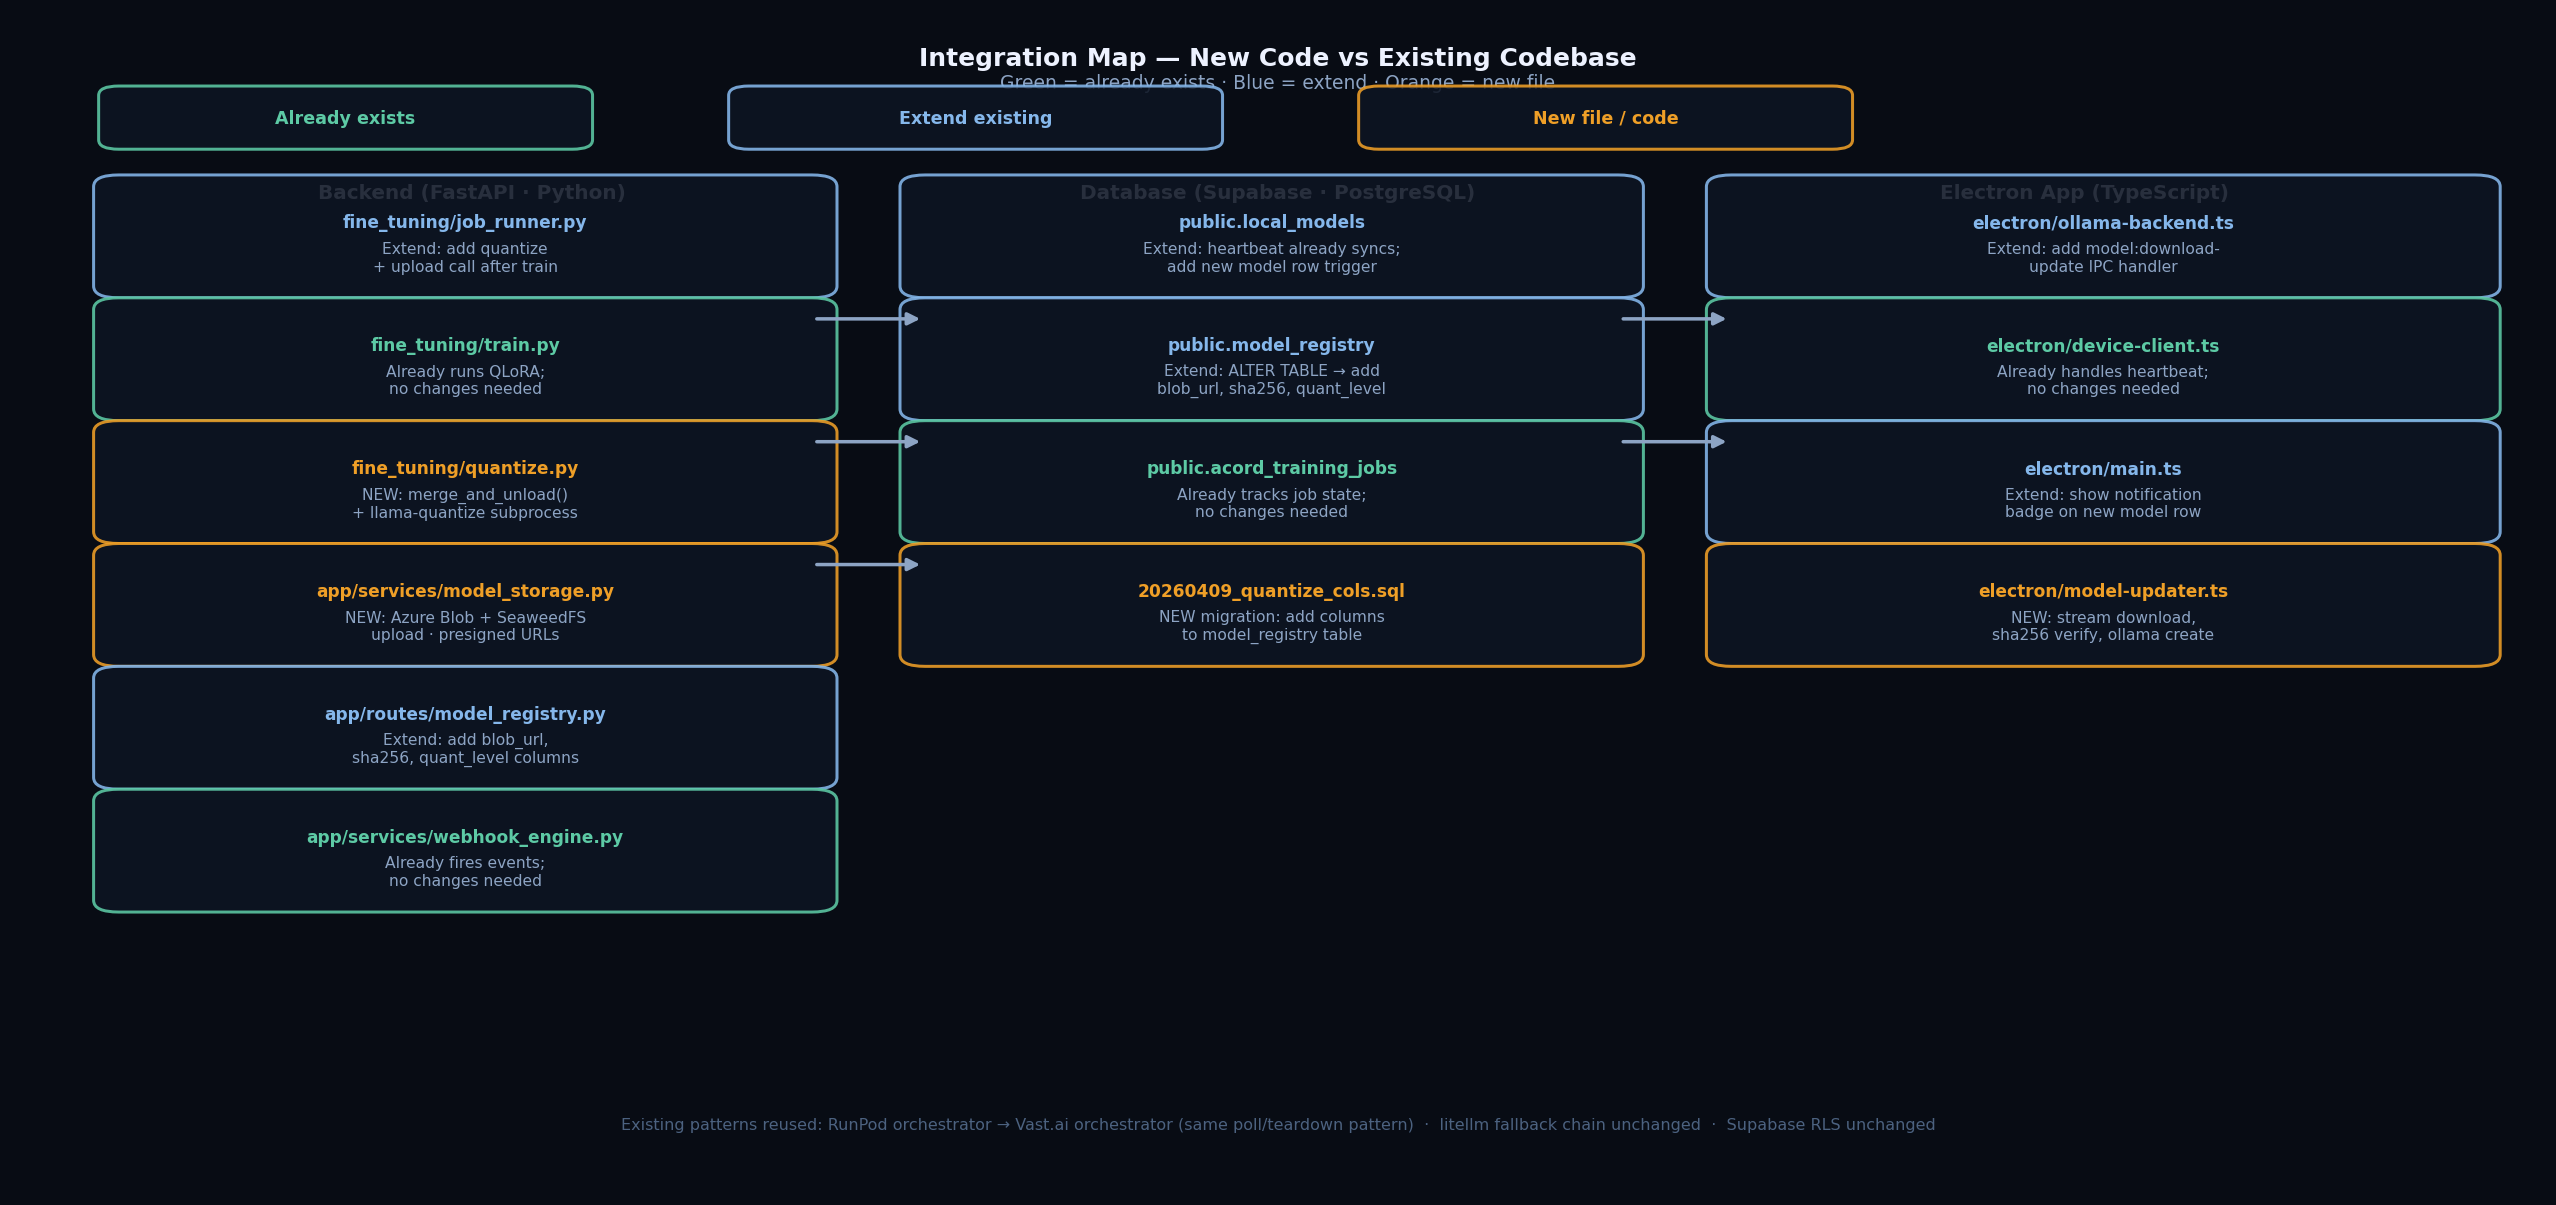 Integration Map — New Code vs Existing Codebase
Green = already exists · Blue = extend · Orange = new file
Already exists
Extend existing
New file / code
Backend (FastAPI · Python)
fine_tuning/job_runner.py
Extend: add quantize
+ upload call after train
fine_tuning/train.py
Already runs QLoRA;
no changes needed
fine_tuning/quantize.py
NEW: merge_and_unload()
+ llama-quantize subprocess
app/services/model_storage.py
NEW: Azure Blob + SeaweedFS
upload · presigned URLs
app/routes/model_registry.py
Extend: add blob_url,
sha256, quant_level columns
app/services/webhook_engine.py
Already fires events;
no changes needed
Database (Supabase · PostgreSQL)
public.local_models
Extend: heartbeat already syncs;
add new model row trigger
public.model_registry
Extend: ALTER TABLE → add
blob_url, sha256, quant_level
public.acord_training_jobs
Already tracks job state;
no changes needed
20260409_quantize_cols.sql
NEW migration: add columns
to model_registry table
Electron App (TypeScript)
electron/ollama-backend.ts
Extend: add model:download-
update IPC handler
electron/device-client.ts
Already handles heartbeat;
no changes needed
electron/main.ts
Extend: show notification
badge on new model row
electron/model-updater.ts
NEW: stream download,
sha256 verify, ollama create
Existing patterns reused: RunPod orchestrator → Vast.ai orchestrator (same poll/teardown pattern) · litellm fallback chain unchanged · Supabase RLS unchanged